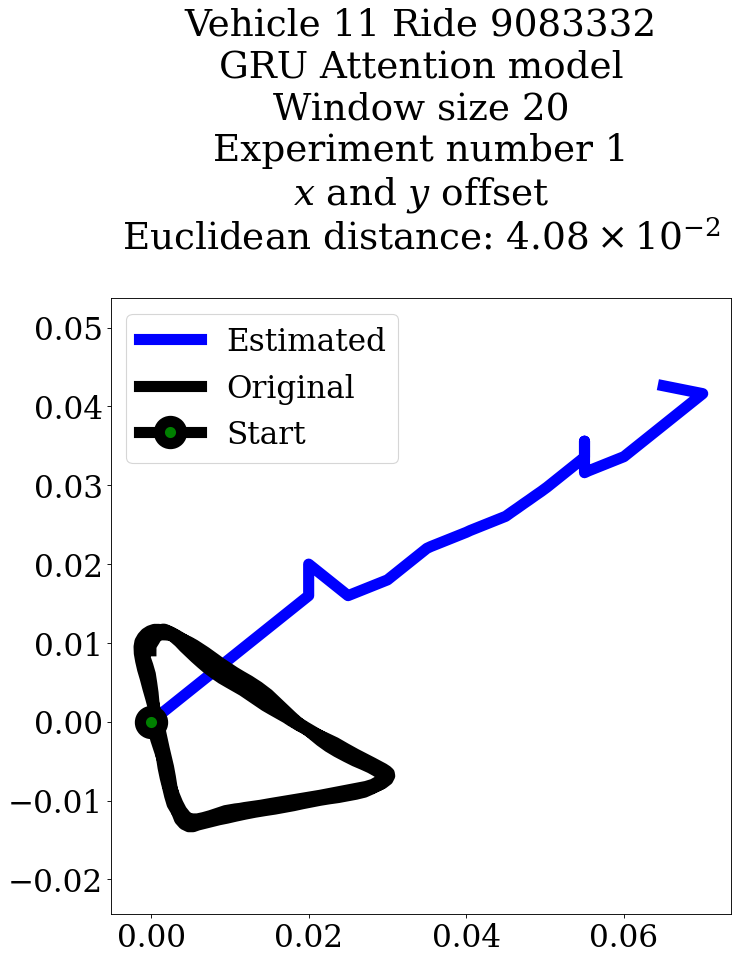 Vehicle 11 Ride 9083332
GRU Attention model
Window size 20
Experiment number 1
x and y offset
Euclidean distance: 4.08 × 10⁻²
Estimated
Original
Start
0.05
0.04
0.03
0.02
0.01
0.00
−0.01
−0.02
0.00 0.02 0.04 0.06